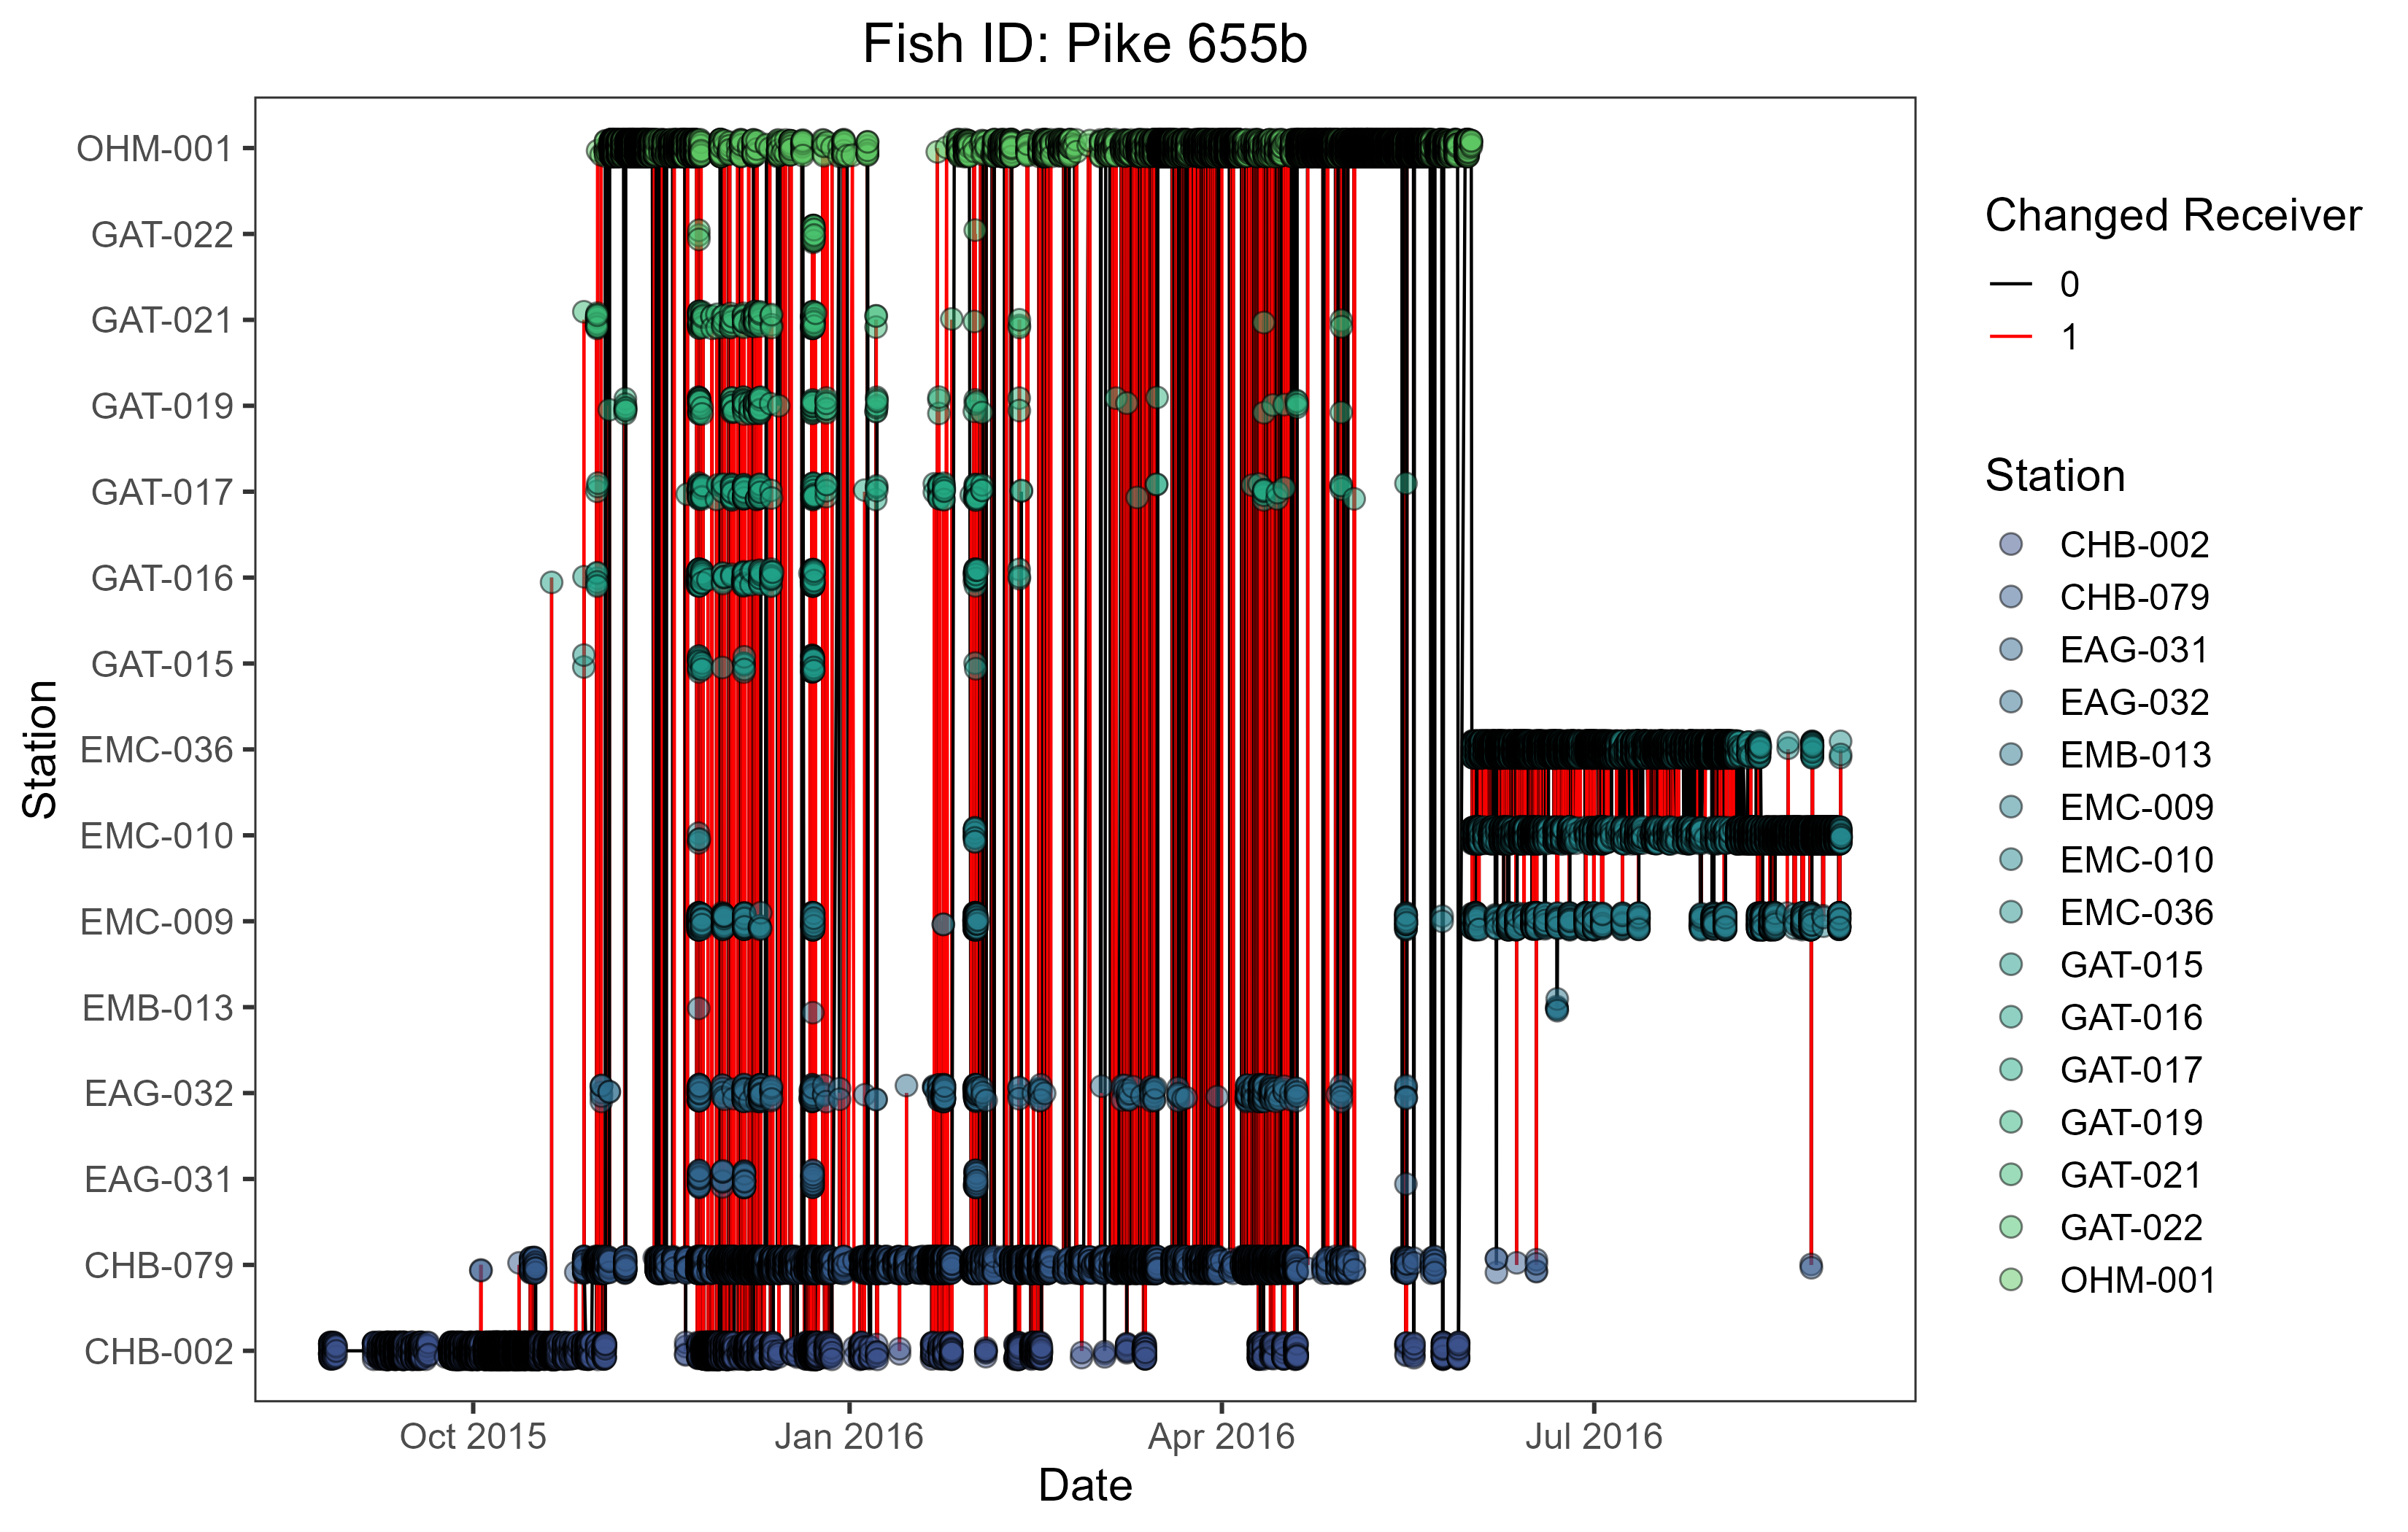 Fish ID: Pike 655b
Station
OHM-001
GAT-022
GAT-021
GAT-019
GAT-017
GAT-016
GAT-015
EMC-036
EMC-010
EMC-009
EMB-013
EAG-032
EAG-031
CHB-079
CHB-002
Oct 2015
Jan 2016
Apr 2016
Jul 2016
Date
Changed Receiver
0
1
Station
CHB-002
CHB-079
EAG-031
EAG-032
EMB-013
EMC-009
EMC-010
EMC-036
GAT-015
GAT-016
GAT-017
GAT-019
GAT-021
GAT-022
OHM-001